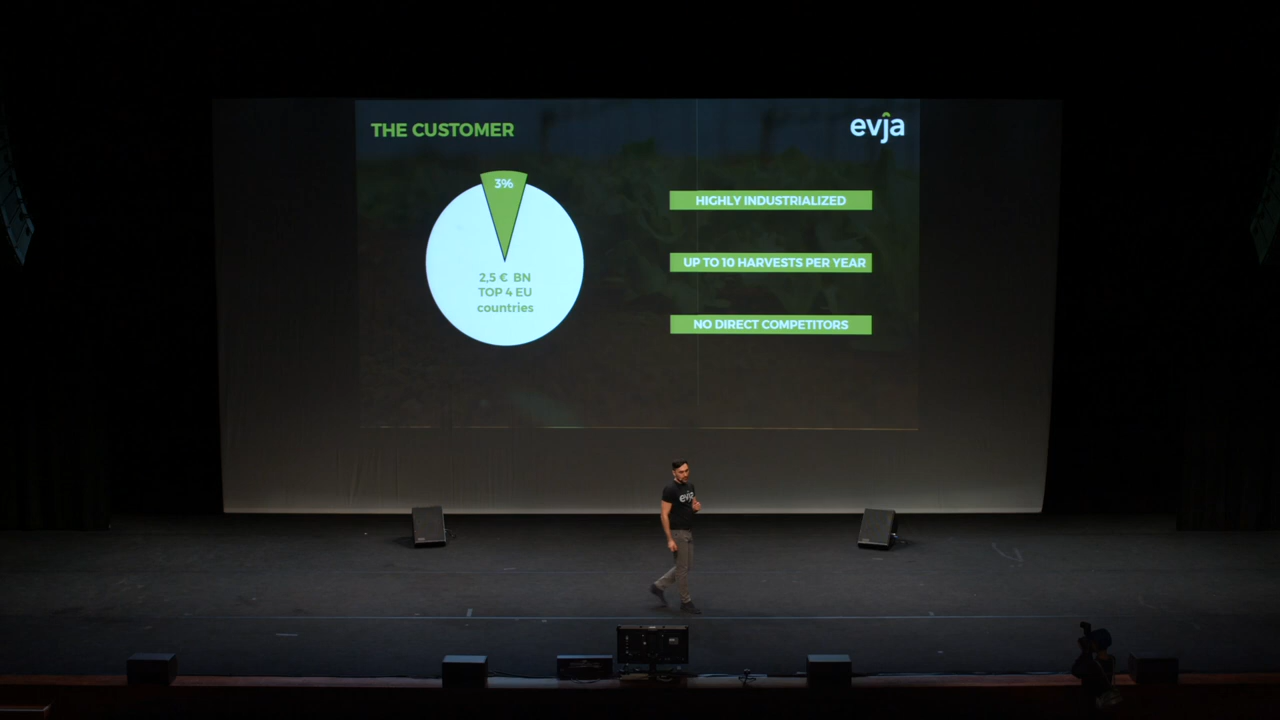 THE CUSTOMER
evja
3%
2,5 € BN
TOP 4 EU
countries
HIGHLY INDUSTRIALIZED
UP TO 10 HARVESTS PER YEAR
NO DIRECT COMPETITORS
evja